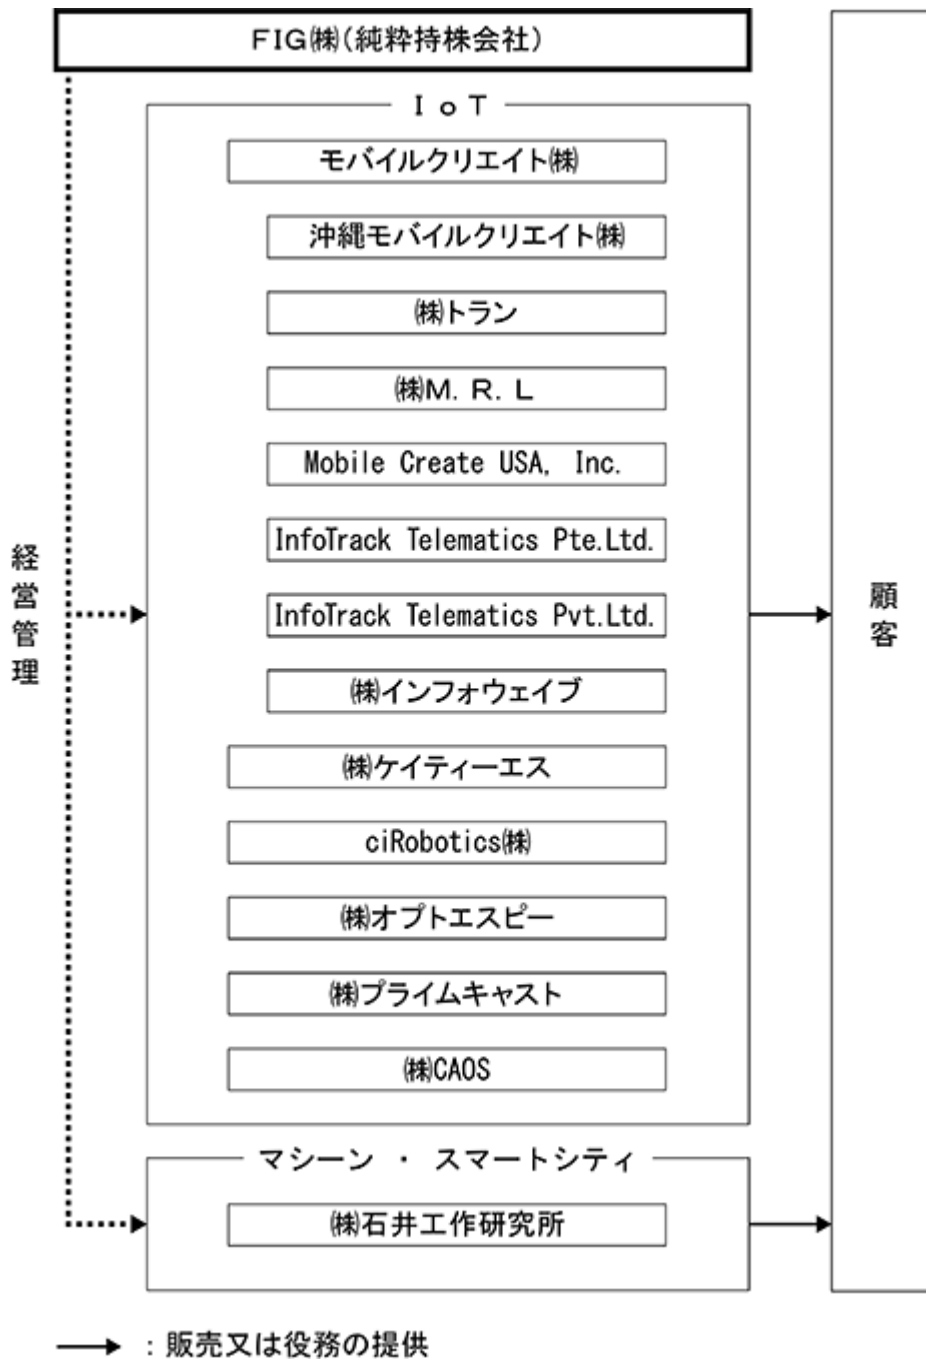 FIG㈱(純粋持株会社)
IoT
モバイルクリエイト㈱
沖縄モバイルクリエイト㈱
㈱トラン
㈱M.R.L
Mobile Create USA, Inc.
InfoTrack Telematics Pte.Ltd.
InfoTrack Telematics Pvt.Ltd.
㈱インフォウェイブ
㈱ケイティーエス
ciRobotics㈱
㈱オプトエスピー
㈱プライムキャスト
㈱CAOS
マシーン ・ スマートシティ
㈱石井工作研究所
経営管理
顧客
：販売又は役務の提供